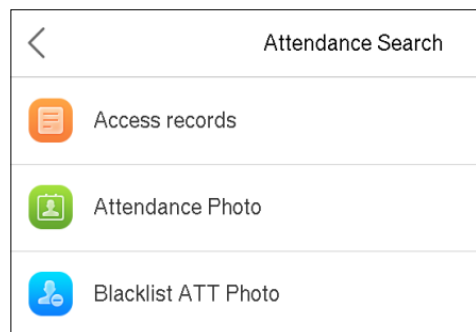 Attendance Search
Access records
Attendance Photo
Blacklist ATT Photo